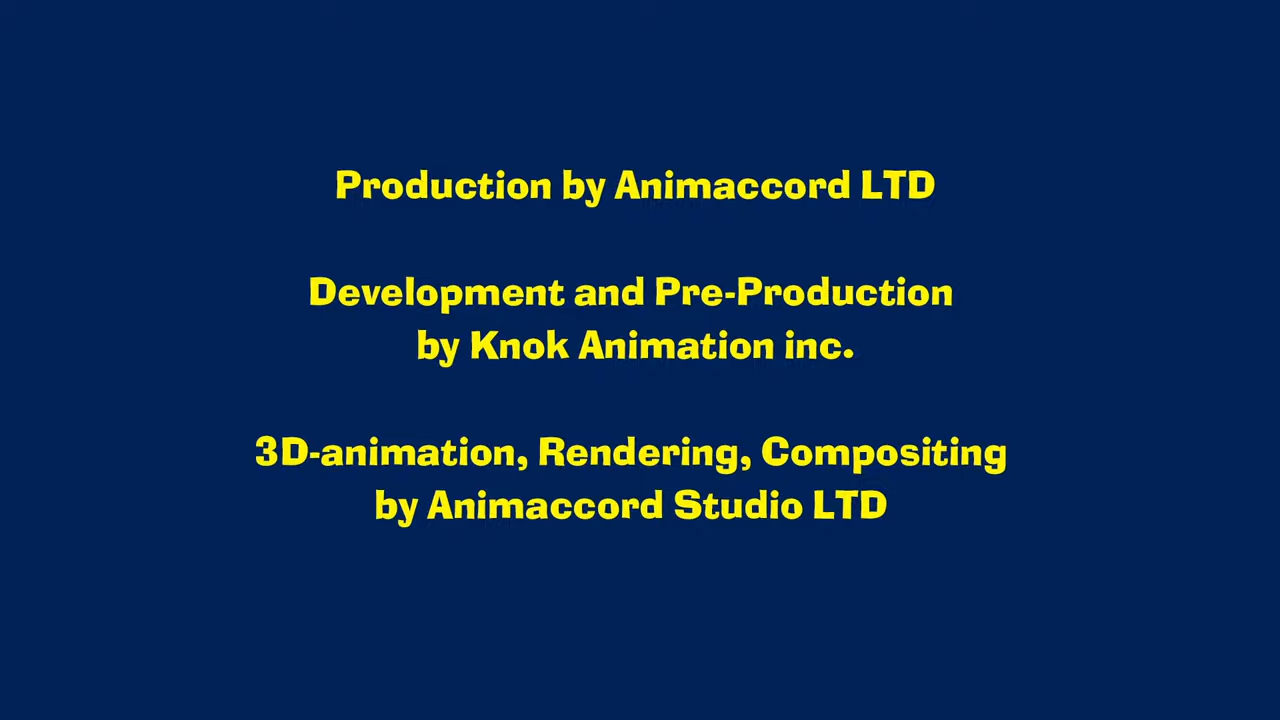 Production by Animaccord LTD
Development and Pre-Production
by Knok Animation inc.
3D-animation, Rendering, Compositing
by Animaccord Studio LTD